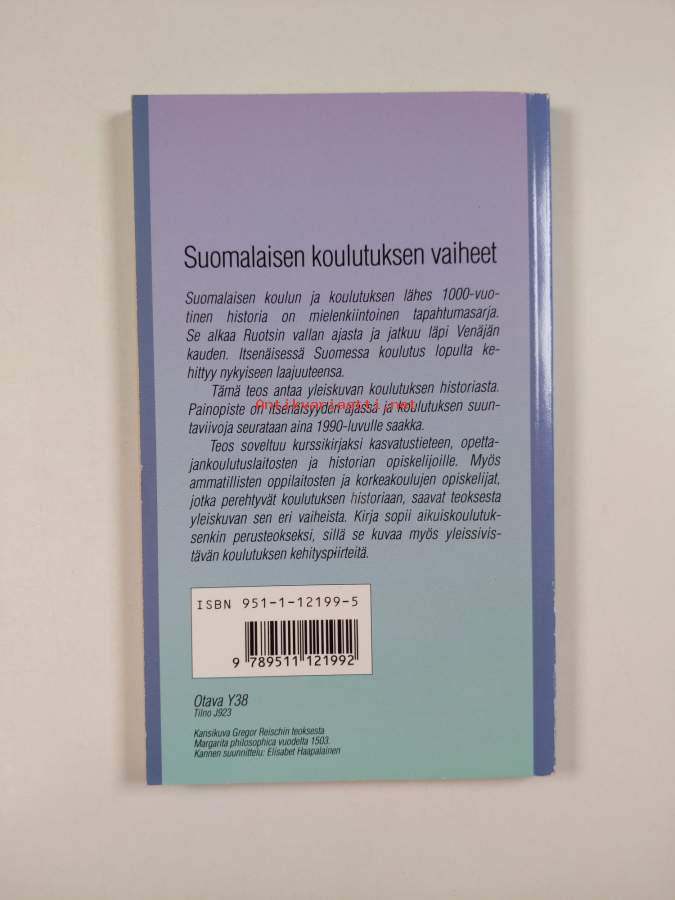 Suomalaisen koulutuksen vaiheet
Suomalaisen koulun ja koulutuksen lähes 1000-vuo-
tinen historia on mielenkiintoinen tapahtumasarja.
Se alkaa Ruotsin vallan ajasta ja jatkuu läpi Venäjän
kauden. Itsenäisessä Suomessa koulutus lopulta ke-
hittyy nykyiseen laajuuteensa.
Tämä teos antaa yleiskuvan koulutuksen historiasta.
Antikvariaatti.net
Painopiste on itsenäisyyden ajassa ja koulutuksen suun-
taviivoja seurataan aina 1990-luvulle saakka.
Teos soveltuu kurssikirjaksi kasvatustieteen, opetta-
jankoulutuslaitosten ja historian opiskelijoille. Myös
ammatillisten oppilaitosten ja korkeakoulujen opiskelijat,
jotka perehtyvät koulutuksen historiaan, saavat teoksesta
yleiskuvan sen eri vaiheista. Kirja sopii aikuiskoulutuk-
senkin perusteokseksi, sillä se kuvaa myös yleissivis-
tävän koulutuksen kehityspiirteitä.
ISBN 951-1-12199-5
9 789511 121992
Otava Y38
Tilno J923
Kansikuva Gregor Reischin teoksesta
Margarita philosophica vuodelta 1503.
Kannen suunnittelu: Elisabet Haapalainen